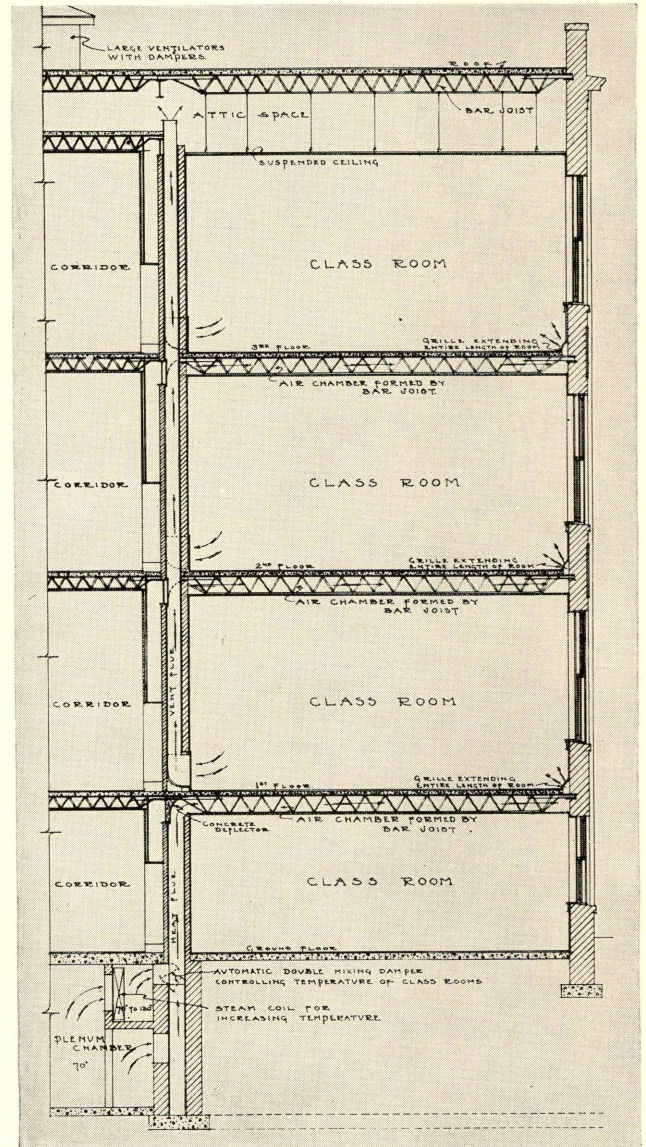 LARGE VENTILATORS
WITH DAMPERS.
ROOF
ATTIC SPACE
BAR JOIST
SUSPENDED CEILING
CORRIDOR
CLASS ROOM
3RD FLOOR
GRILLE EXTENDING
ENTIRE LENGTH OF ROOM
AIR CHAMBER FORMED BY
BAR JOIST.
CORRIDOR
CLASS ROOM
2ND FLOOR
GRILLE EXTENDING
ENTIRE LENGTH OF ROOM
AIR CHAMBER FORMED BY
BAR JOIST
VENT FLUE
CORRIDOR
CLASS ROOM
1ST FLOOR
GRILLE EXTENDING
ENTIRE LENGTH OF ROOM
CONCRETE
DEFLECTOR
AIR CHAMBER FORMED BY
BAR JOIST.
HEAT FLUE
CORRIDOR
CLASS ROOM
GROUND FLOOR
AUTOMATIC DOUBLE MIXING DAMPER
CONTROLLING TEMPERATURE OF CLASS ROOMS
70° TO 120°
STEAM COIL FOR
INCREASING TEMPERATURE
PLENUM
CHAMBER
70°